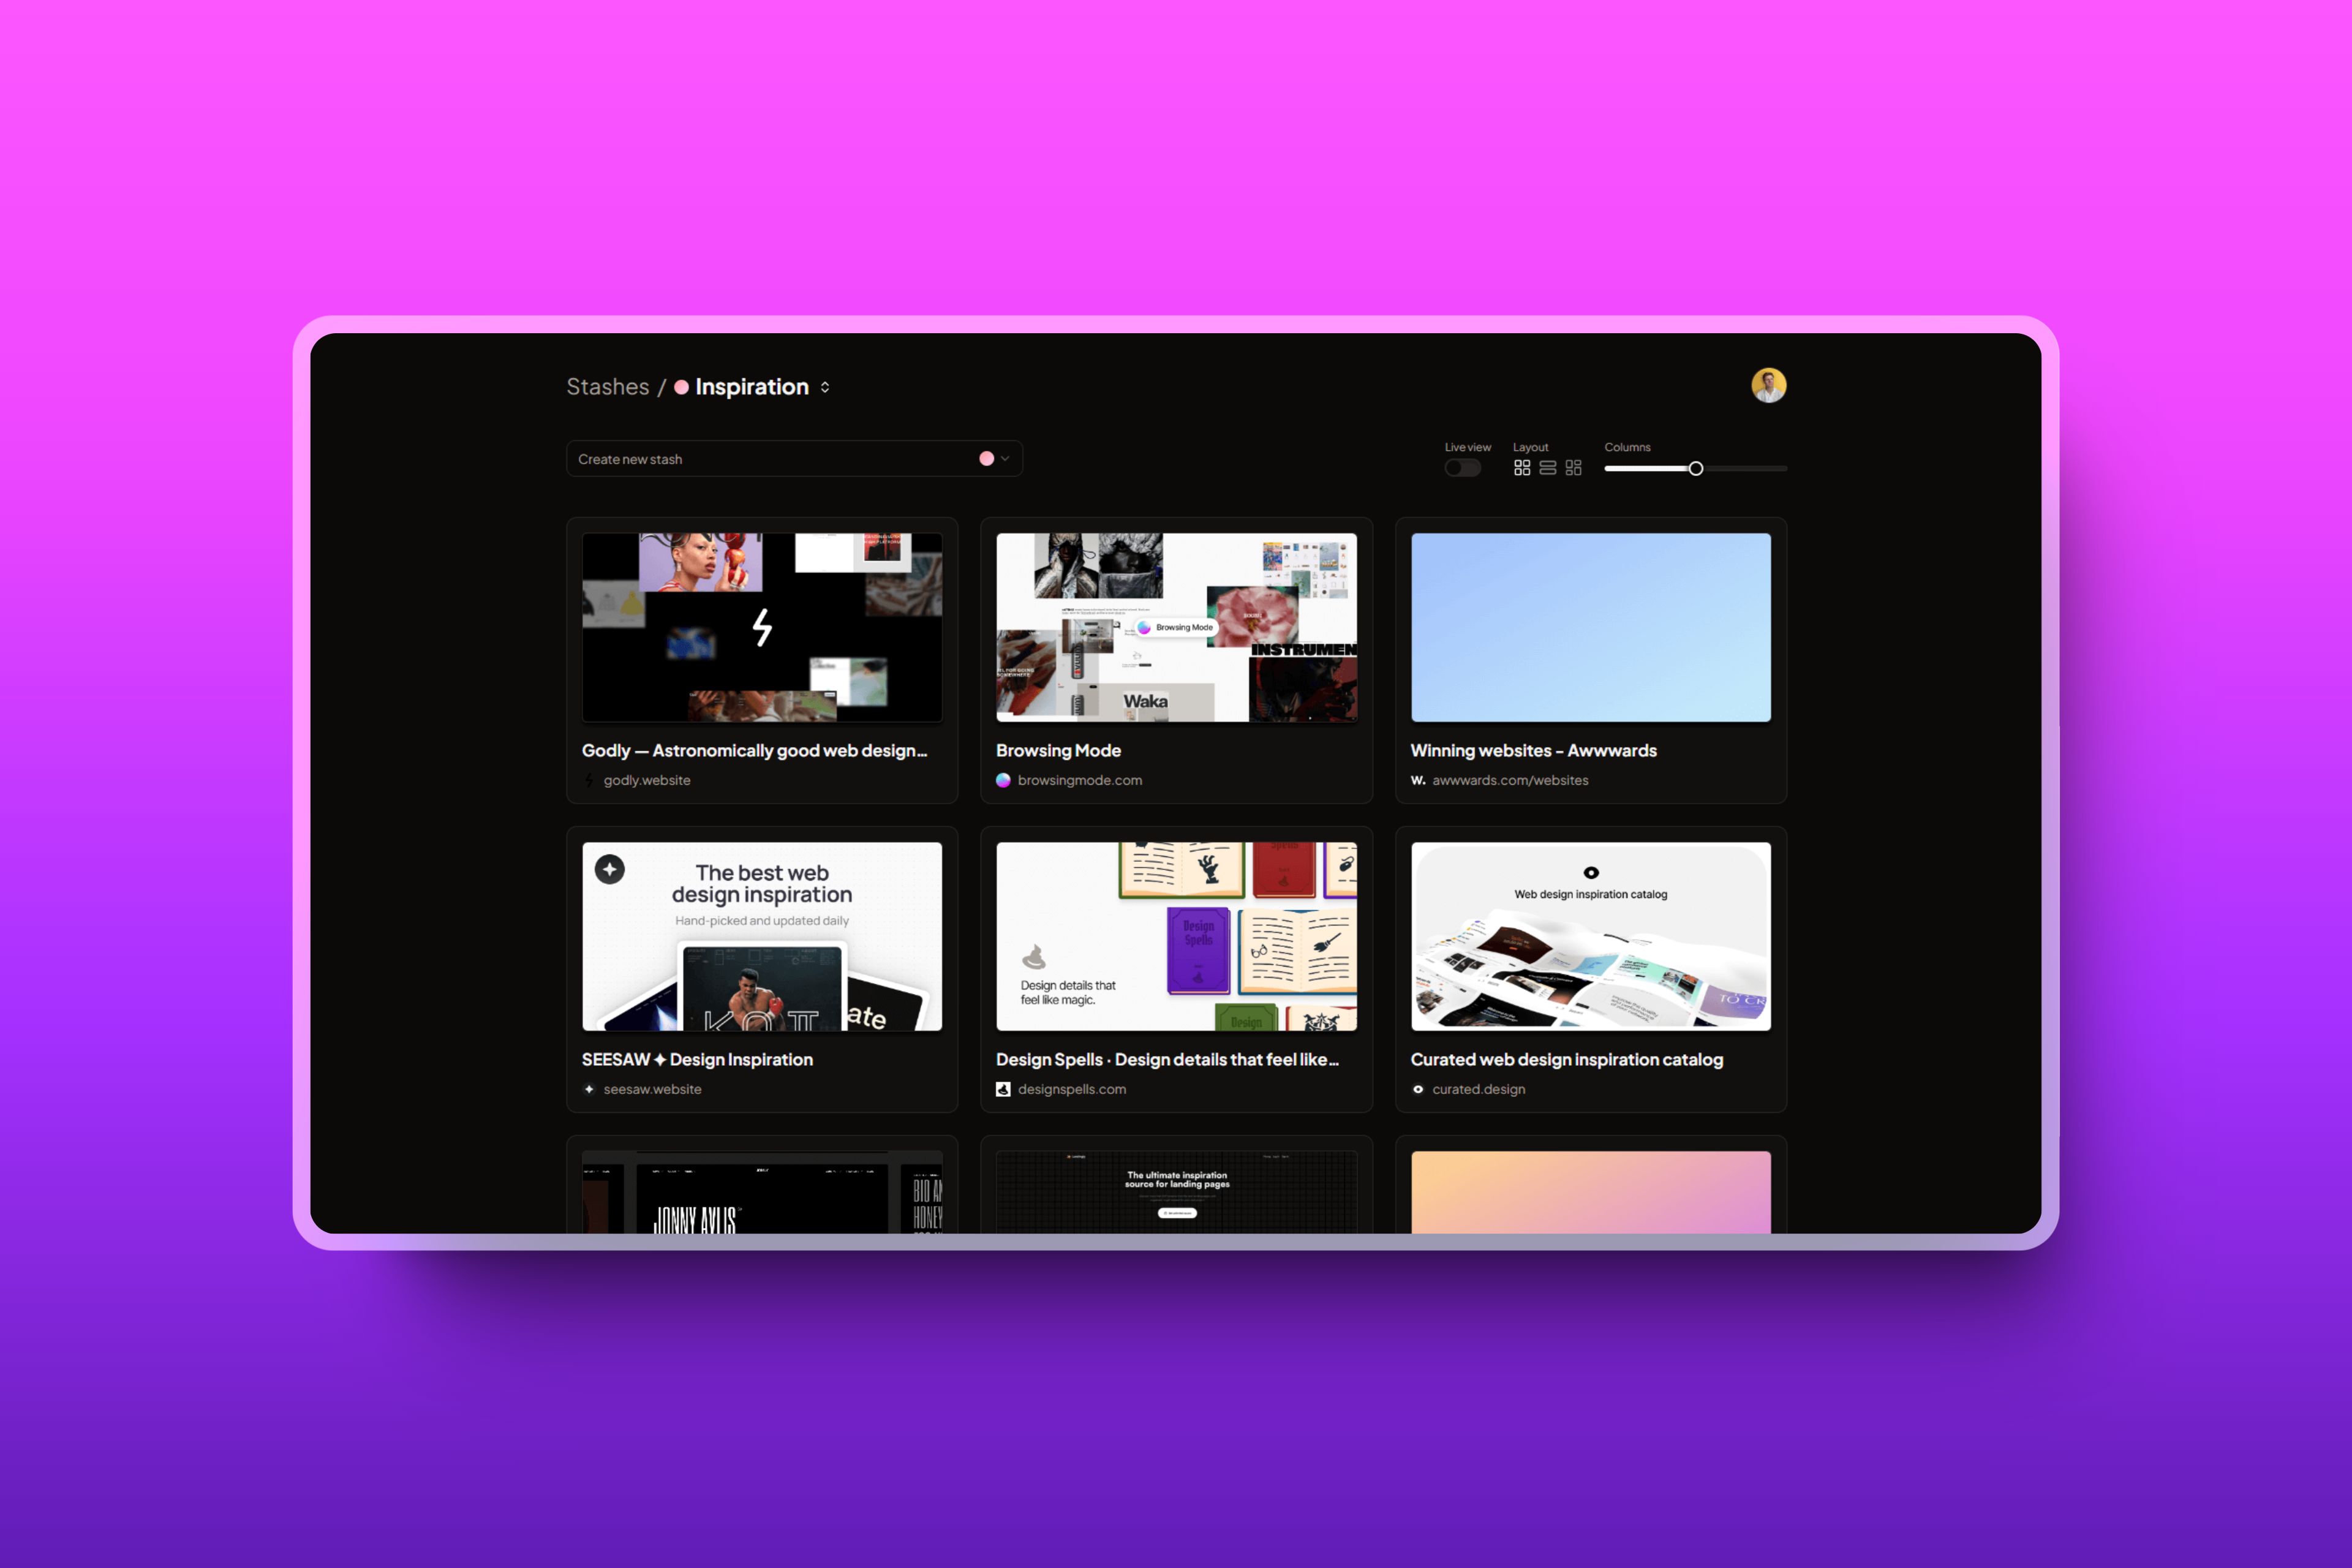 Stashes / Inspiration
Create new stash
Live view
Layout
Columns
Browsing Mode
INSTRUMEN
Waka
Godly — Astronomically good web design...
godly.website
Browsing Mode
browsingmode.com
Winning websites - Awwwards
W. awwwards.com/websites
The best web
design inspiration
Hand-picked and updated daily
ate
Design
Spells
Design details that
feel like magic.
Design
Web design inspiration catalog
TO CR
SEESAW ✦ Design Inspiration
seesaw.website
Design Spells · Design details that feel like...
designspells.com
Curated web design inspiration catalog
curated.design
JONNY AYLIS
BID AN
HONEY
The ultimate inspiration
source for landing pages